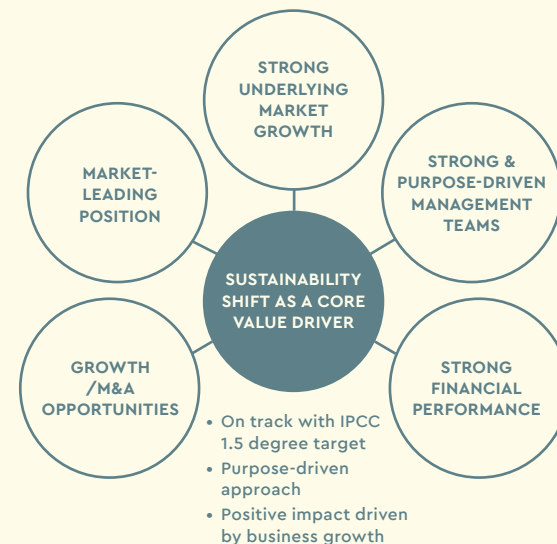 STRONG
UNDERLYING
MARKET
GROWTH
MARKET-
LEADING
POSITION
STRONG &
PURPOSE-DRIVEN
MANAGEMENT
TEAMS
SUSTAINABILITY
SHIFT AS A CORE
VALUE DRIVER
GROWTH
/M&A
OPPORTUNITIES
STRONG
FINANCIAL
PERFORMANCE
• On track with IPCC
1.5 degree target
• Purpose-driven
approach
• Positive impact driven
by business growth